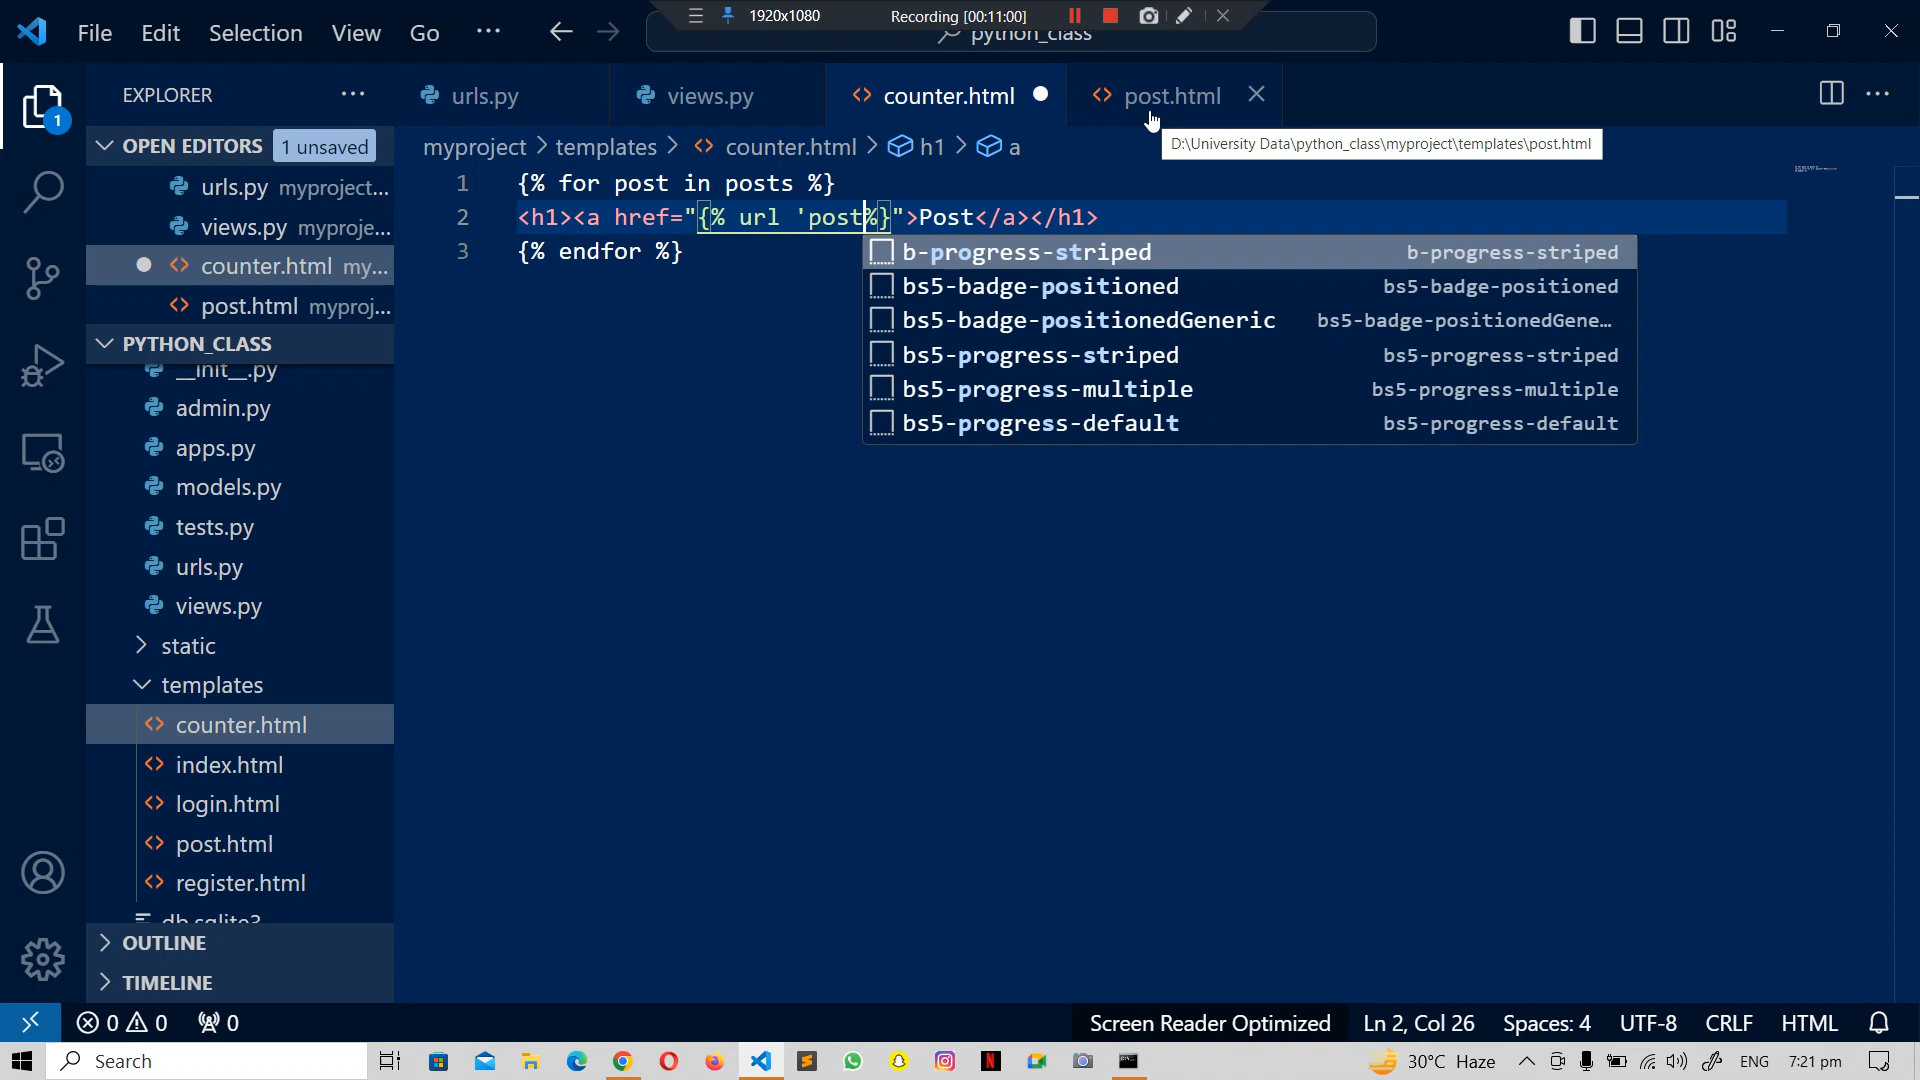 1920x1080 Recording [00:11:00]
File Edit Selection View Go ··· python_class
EXPLORER ···
urls.py views.py counter.html post.html
OPEN EDITORS 1 unsaved
myproject > templates > counter.html > h1 > a
D:\University Data\python_class\myproject\templates\post.html
urls.py myproject...
views.py myproje...
counter.html my...
post.html myproj...
1 {% for post in posts %}
2 <h1><a href="{% url 'post%}">Post</a></h1>
3 {% endfor %}
b-progress-striped b-progress-striped
bs5-badge-positioned bs5-badge-positioned
bs5-badge-positionedGeneric bs5-badge-positionedGene…
bs5-progress-striped bs5-progress-striped
bs5-progress-multiple bs5-progress-multiple
bs5-progress-default bs5-progress-default
1
PYTHON_CLASS
__init__.py
admin.py
apps.py
models.py
tests.py
urls.py
views.py
static
templates
counter.html
index.html
login.html
post.html
register.html
db.sqlite3
OUTLINE
TIMELINE
0 0 0 Screen Reader Optimized Ln 2, Col 26 Spaces: 4 UTF-8 CRLF HTML
Search 30°C Haze ENG 7:21 pm